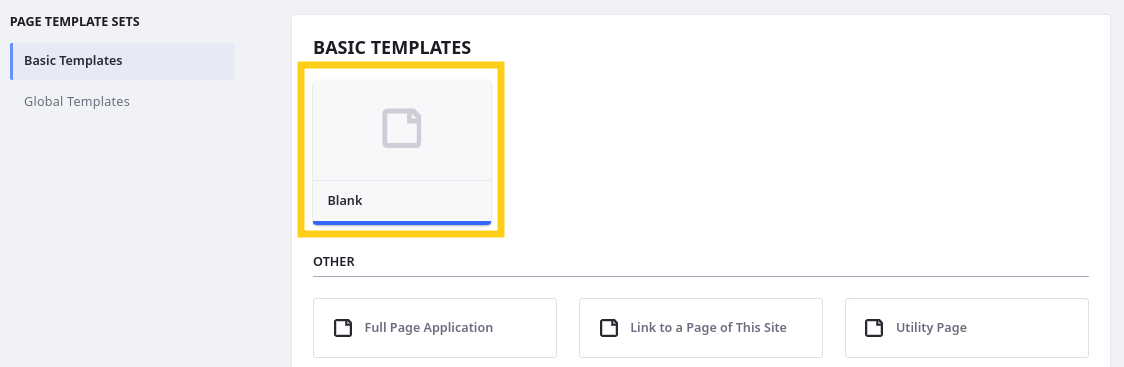 PAGE TEMPLATE SETS
Basic Templates
Global Templates
BASIC TEMPLATES
Blank
OTHER
Full Page Application
Link to a Page of This Site
Utility Page